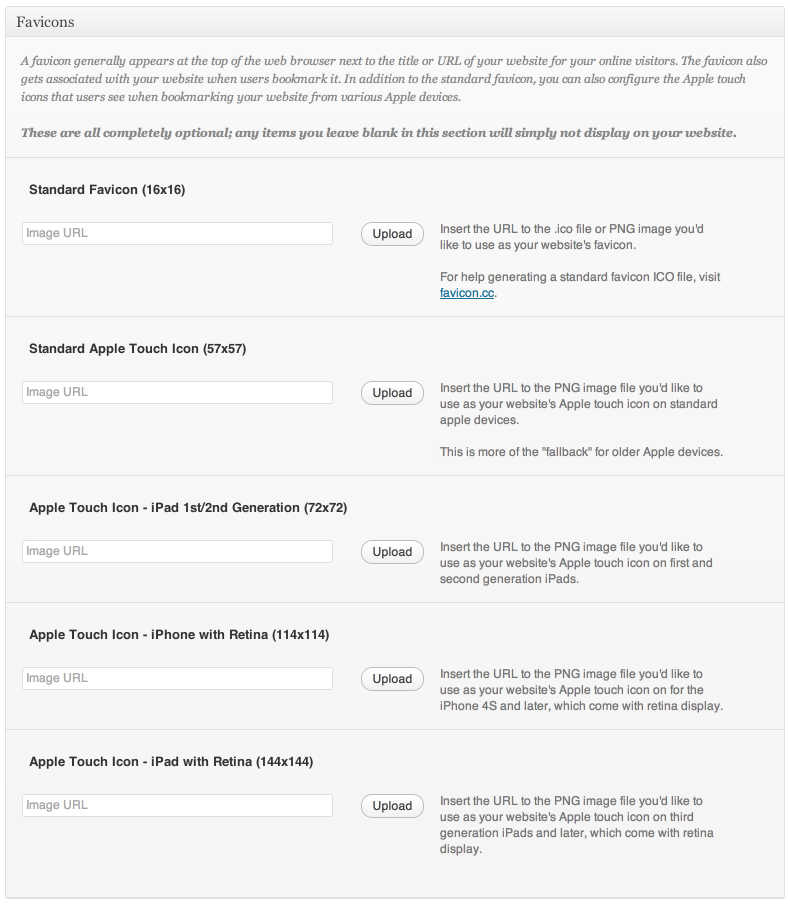 Favicons
A favicon generally appears at the top of the web browser next to the title or URL of your website for your online visitors. The favicon also
gets associated with your website when users bookmark it. In addition to the standard favicon, you can also configure the Apple touch
icons that users see when bookmarking your website from various Apple devices.
These are all completely optional; any items you leave blank in this section will simply not display on your website.
Standard Favicon (16x16)
Image URL
Upload
Insert the URL to the .ico file or PNG image you'd
like to use as your website's favicon.
For help generating a standard favicon ICO file, visit
favicon.cc.
Standard Apple Touch Icon (57x57)
Image URL
Upload
Insert the URL to the PNG image file you'd like to
use as your website's Apple touch icon on standard
apple devices.
This is more of the "fallback" for older Apple devices.
Apple Touch Icon - iPad 1st/2nd Generation (72x72)
Image URL
Upload
Insert the URL to the PNG image file you'd like to
use as your website's Apple touch icon on first and
second generation iPads.
Apple Touch Icon - iPhone with Retina (114x114)
Image URL
Upload
Insert the URL to the PNG image file you'd like to
use as your website's Apple touch icon on for the
iPhone 4S and later, which come with retina display.
Apple Touch Icon - iPad with Retina (144x144)
Image URL
Upload
Insert the URL to the PNG image file you'd like to
use as your website's Apple touch icon on third
generation iPads and later, which come with retina
display.